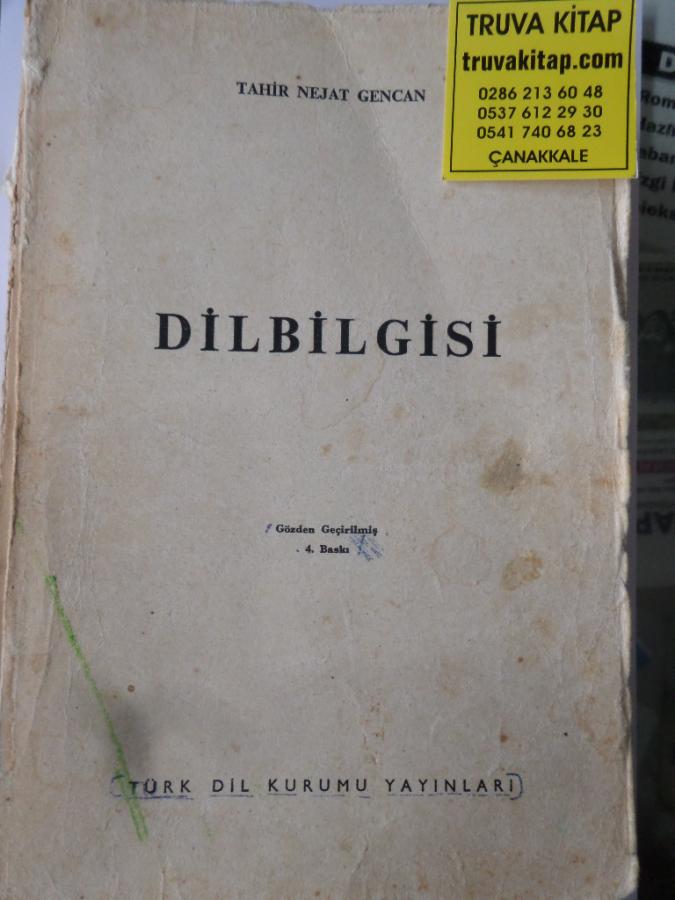 TRUVA KİTAP
truvakitap.com
0286 213 60 48
0537 612 29 30
0541 740 68 23
ÇANAKKALE
TAHİR NEJAT GENCAN
DİLBİLGİSİ
Gözden Geçirilmiş
4. Baskı
TÜRK DİL KURUMU YAYINLARI